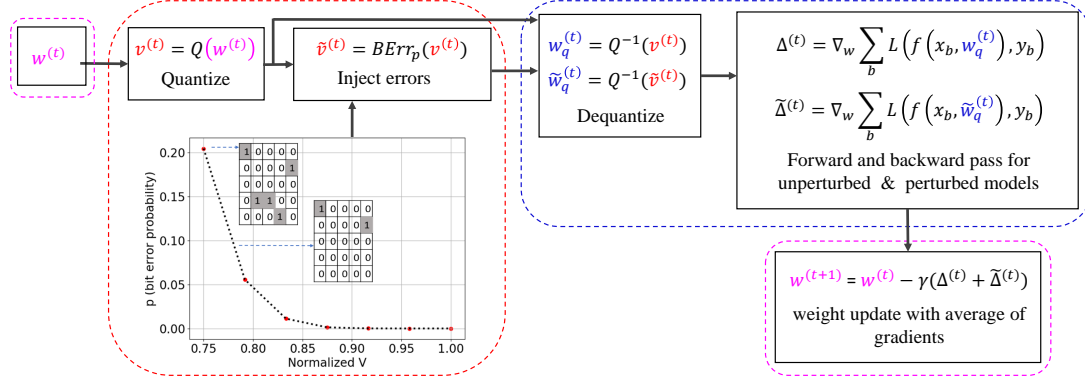 w^(t)
v^(t) = Q(w^(t))
Quantize
ṽ^(t) = BErr_p(v^(t))
Inject errors
w_q^(t) = Q^−1(v^(t))
w̃_q^(t) = Q^−1(ṽ^(t))
Dequantize
Δ^(t) = ∇_w ∑_b L(f(x_b, w_q^(t)), y_b)
Δ̃^(t) = ∇_w ∑_b L(f(x_b, w̃_q^(t)), y_b)
Forward and backward pass for
unperturbed & perturbed models
w^(t+1) = w^(t) − γ(Δ^(t) + Δ̃^(t))
weight update with average of
gradients
p (bit error probability)
0.20
0.15
0.10
0.05
0.00
1 0 0 0 0
0 0 0 0 1
0 0 0 0 0
0 1 1 0 0
0 0 0 1 0
1 0 0 0 0
0 0 0 0 1
0 0 0 0 0
0 0 0 0 0
0 0 0 0 0
0.75 0.80 0.85 0.90 0.95 1.00
Normalized V